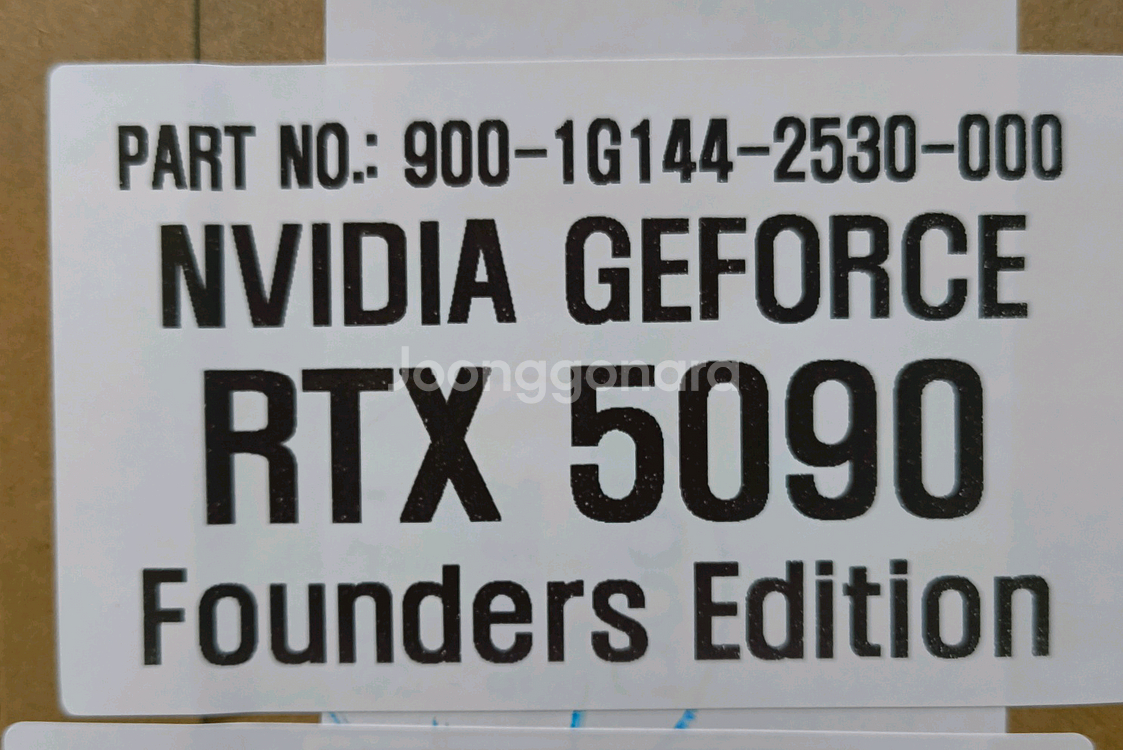 PART NO.: 900-1G144-2530-000
NVIDIA GEFORCE
Joonggonara
RTX 5090
Founders Edition